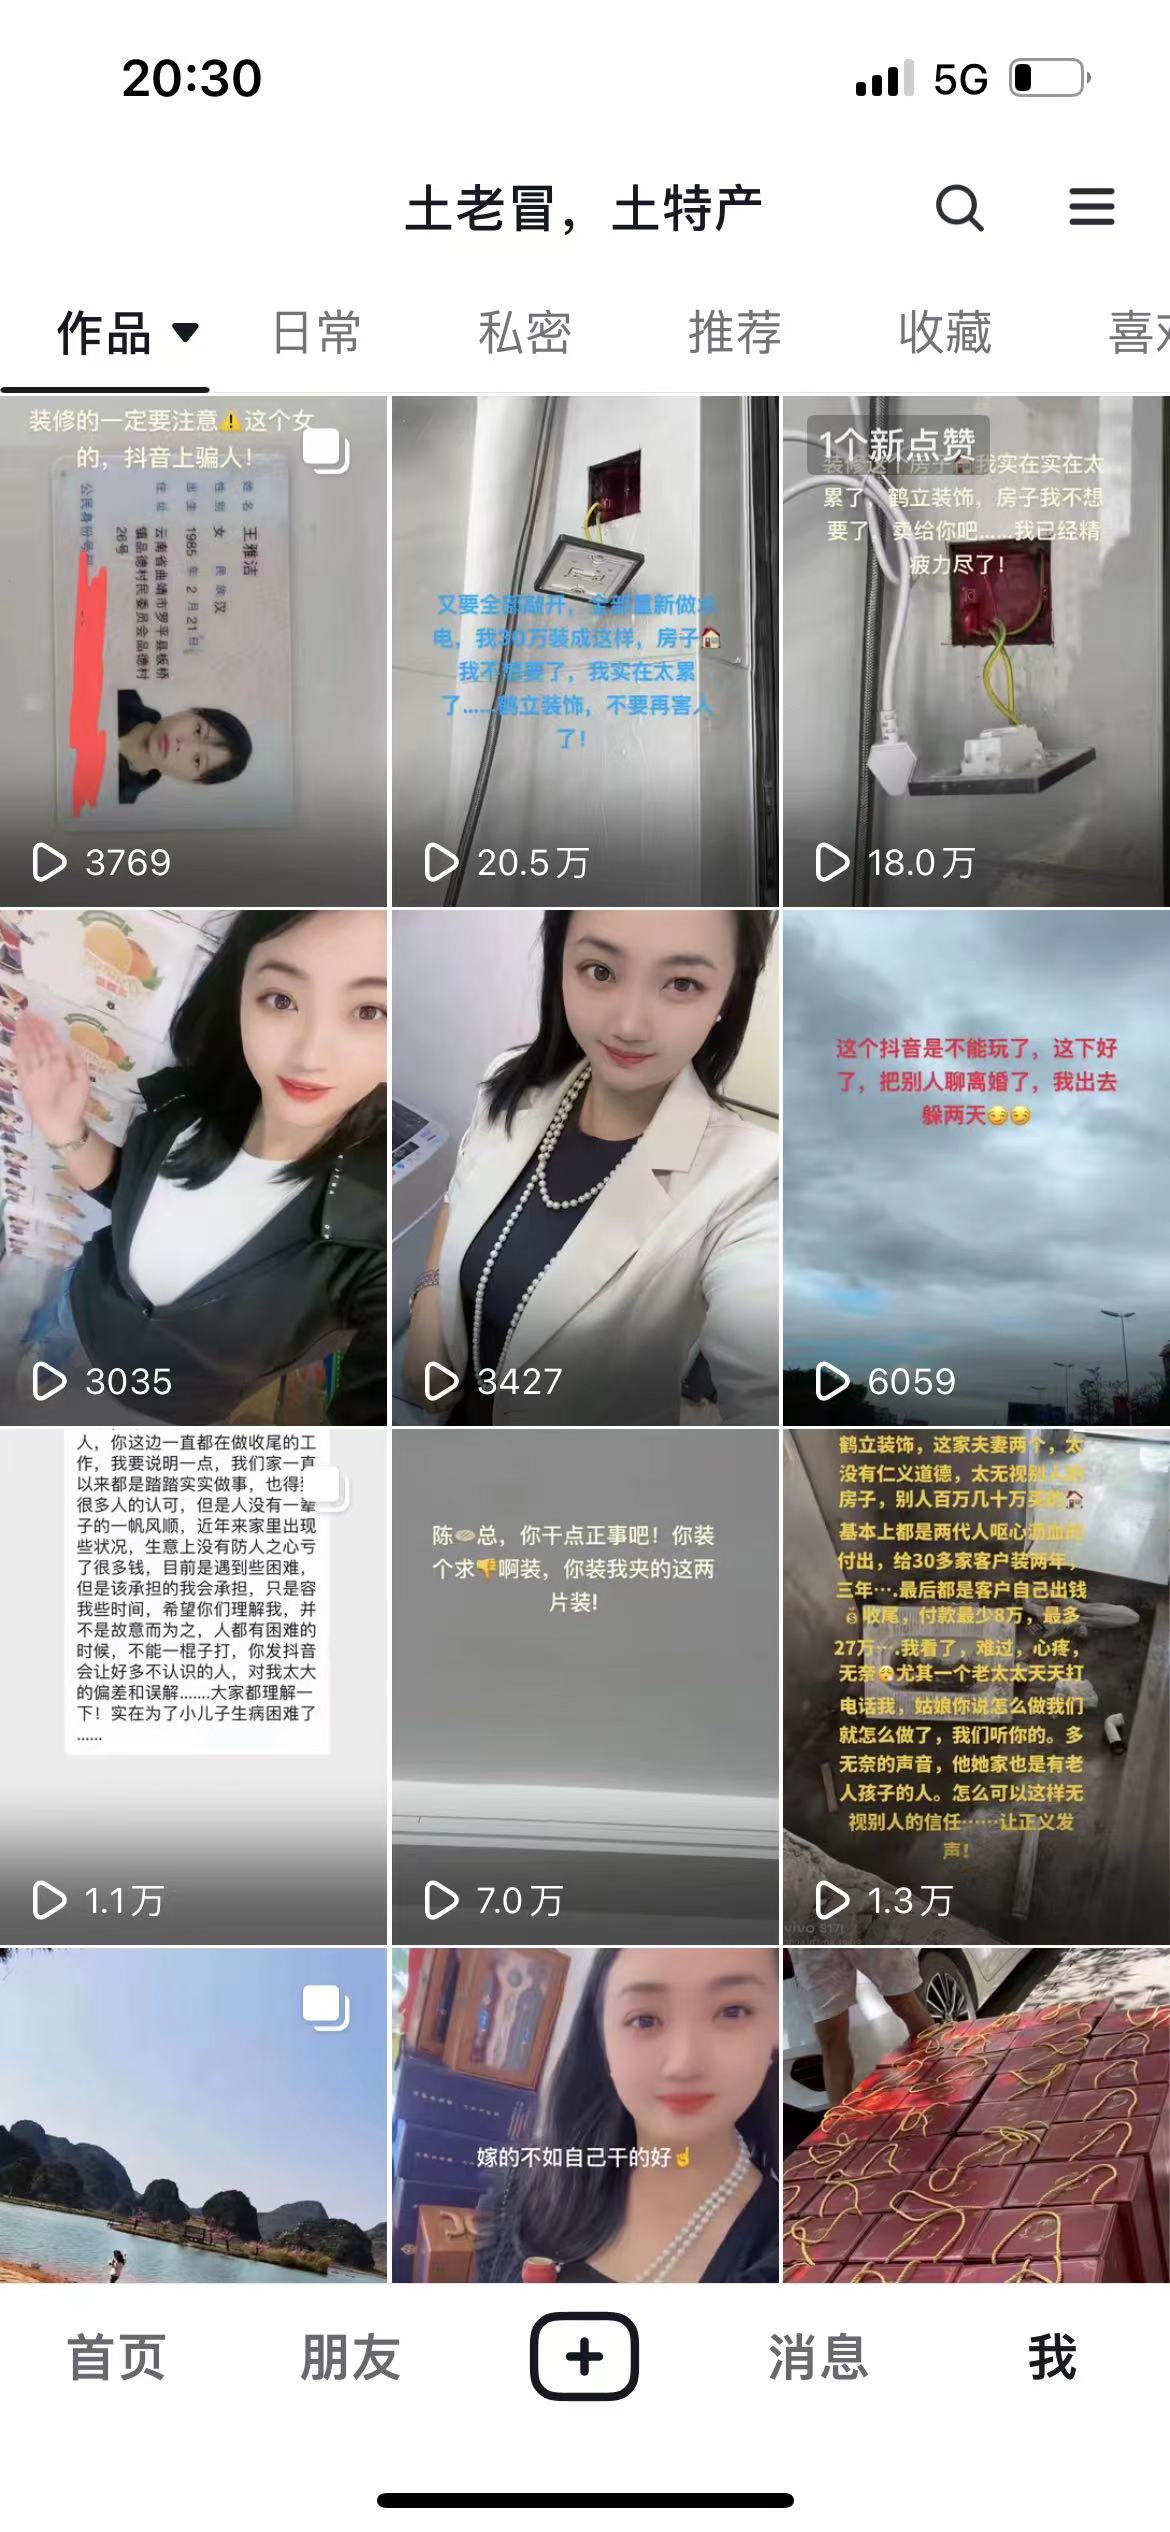 20:30
5G
土老冒，土特产
作品
日常
私密
推荐
收藏
装修的一定要注意⚠️这个女
的，抖音上骗人！
姓名 王雅洁
性别 女 民族 汉
出生 1985 年 2 月 21 日
住址 云南省曲靖市罗平县板桥
镇品德村民委员会品德村
26号
公民身份号
3769
又要全部敲开，全部重新做水
电，我30万装成这样，房子🏠
我不想要了，我实在太累
了……鹤立装饰，不要再害人
了！
20.5万
1个新点赞
装修这个房子🏠我实在实在太
累了，鹤立装饰，房子我不想
要了，卖给你吧……我已经精
疲力尽了！
18.0万
3035
3427
这个抖音是不能玩了，这下好
了，把别人聊离婚了，我出去
躲两天😏😏
6059
人，你这边一直都在做收尾的工
作，我要说明一点，我们家一直
以来都是踏踏实实做事，也得到
很多人的认可，但是人没有一辈
子的一帆风顺，近年来家里出现
些状况，生意上没有防人之心亏
了很多钱，目前是遇到些困难，
但是该承担的我会承担，只是容
我些时间，希望你们理解我，并
不是故意而为之，人都有困难的
时候，不能一棍子打，你发抖音
会让好多不认识的人，对我太大
的偏差和误解.......大家都理解一
下！实在为了小儿子生病困难了
......
1.1万
陈总，你干点正事吧！你装
个求👎啊装，你装我夹的这两
片装!
7.0万
鹤立装饰，这家夫妻两个，太
没有仁义道德，太无视别人的
房子，别人百万几十万买的🏠
基本上都是两代人呕心沥血的
付出，给30多家客户装两年，
三年….最后都是客户自己出钱
💰收尾，付款最少8万，最多
27万….我看了，难过，心疼，
无奈😮‍💨尤其一个老太太天天打
电话我，姑娘你说怎么做我们
就怎么做了，我们听你的。多
无奈的声音，他她家也是有老
人孩子的人。怎么可以这样无
视别人的信任……让正义发
声！
vivo S17t
1.3万
嫁的不如自己干的好☝️
首页
朋友
消息
我